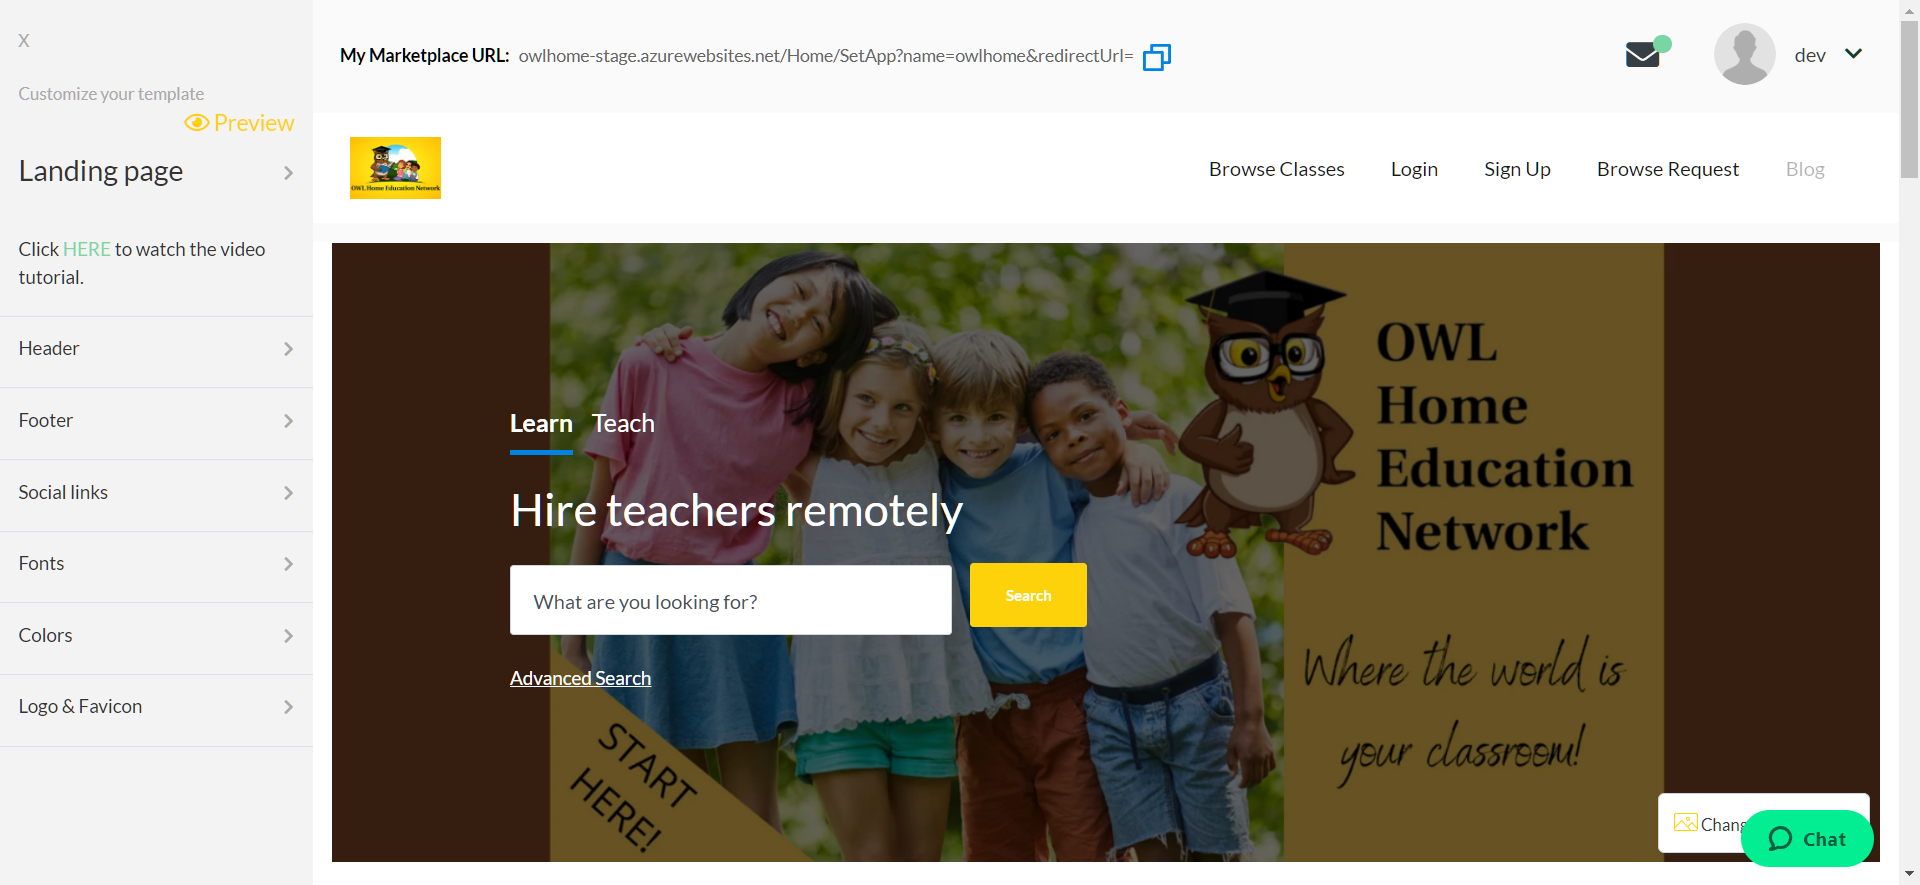 X
Customize your template
Preview
Landing page
Click HERE to watch the video
tutorial.
Header
Footer
Social links
Fonts
Colors
Logo & Favicon
My Marketplace URL: owlhome-stage.azurewebsites.net/Home/SetApp?name=owlhome&redirectUrl=
dev
OWL Home Education Network
Browse Classes Login Sign Up Browse Request Blog
Learn Teach
Hire teachers remotely
What are you looking for?
Search
Advanced Search
START
HERE!
OWL
Home
Education
Network
Where the world is
your classroom!
Chat